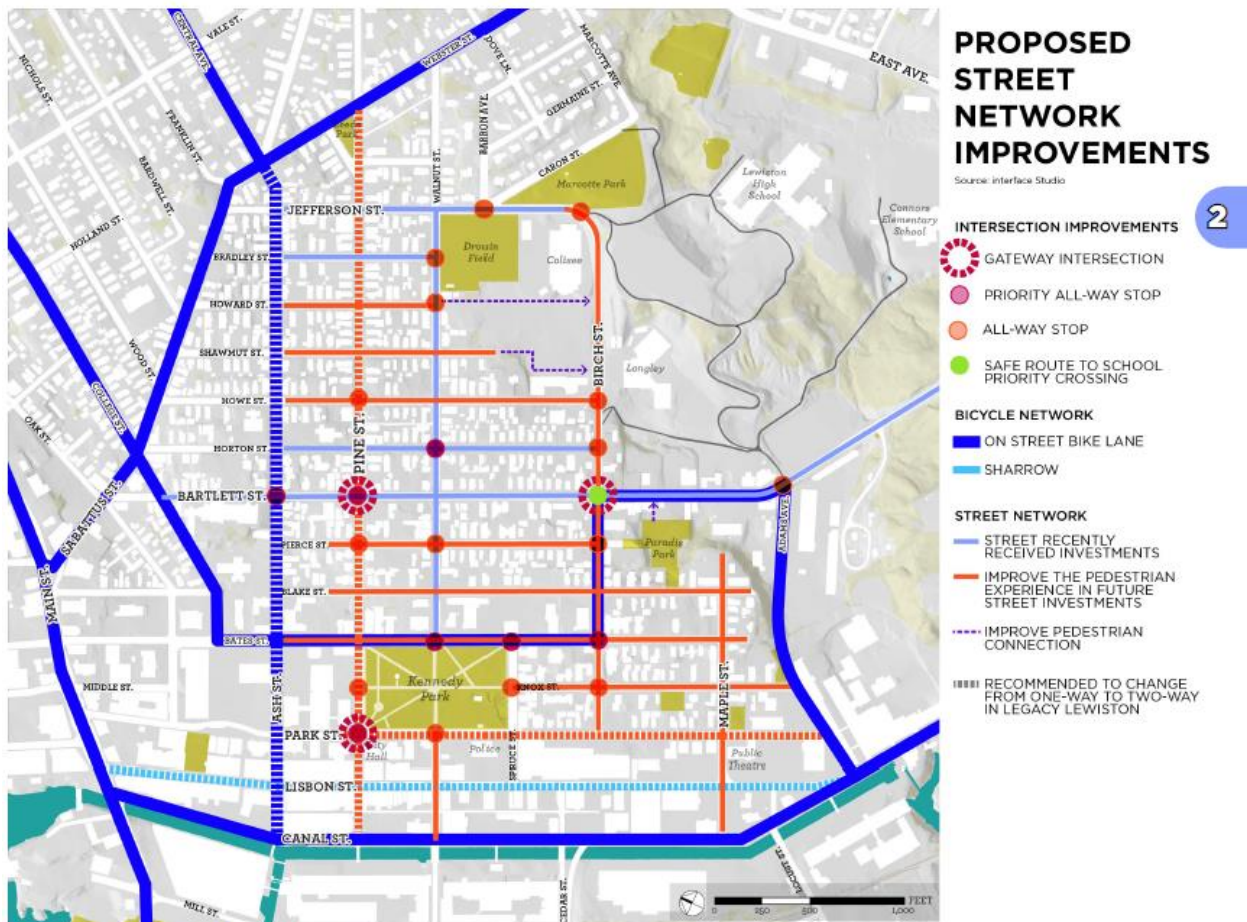 PROPOSED
STREET
NETWORK
IMPROVEMENTS
Source: interface Studio
2
INTERSECTION IMPROVEMENTS
GATEWAY INTERSECTION
PRIORITY ALL-WAY STOP
ALL-WAY STOP
SAFE ROUTE TO SCHOOL
PRIORITY CROSSING
BICYCLE NETWORK
ON STREET BIKE LANE
SHARROW
STREET NETWORK
STREET RECENTLY
RECEIVED INVESTMENTS
IMPROVE THE PEDESTRIAN
EXPERIENCE IN FUTURE
STREET INVESTMENTS
IMPROVE PEDESTRIAN
CONNECTION
RECOMMENDED TO CHANGE
FROM ONE-WAY TO TWO-WAY
IN LEGACY LEWISTON
NICHOLS ST.
VALE ST.
CENTRAL AVE.
WEBSTER ST.
DOVE LN.
MARCOTTE AVE.
EAST AVE.
GERMAINE ST.
FRANKLIN ST.
BARDWELL ST.
HOLLAND ST.
WALNUT ST.
BARRON AVE.
CARON ST.
Marcotte Park
Lewiston
High
School
Connors
Elementary
School
JEFFERSON ST.
Drouin
Field
Colisee
BRADLEY ST.
HOWARD ST.
SHAWMUT ST.
WOOD ST.
COLLEGE ST.
OAK ST.
BIRCH ST.
Langley
HOWE ST.
PINE ST.
HORTON ST
BARTLETT ST.
SABATTUS ST.
MAIN ST.
PIERCE ST.
Paradis
Park
ADAMS AVE.
BLAKE ST.
BATES ST.
MIDDLE ST.
ASH ST.
Kennedy
Park
KNOX ST.
MAPLE ST.
PARK ST.
Hall
Police
SPRUCE ST.
Public
Theatre
LISBON ST.
CANAL ST.
MILL ST.
CEDAR ST.
LOCUST ST.
0 250 500 1,000 FEET